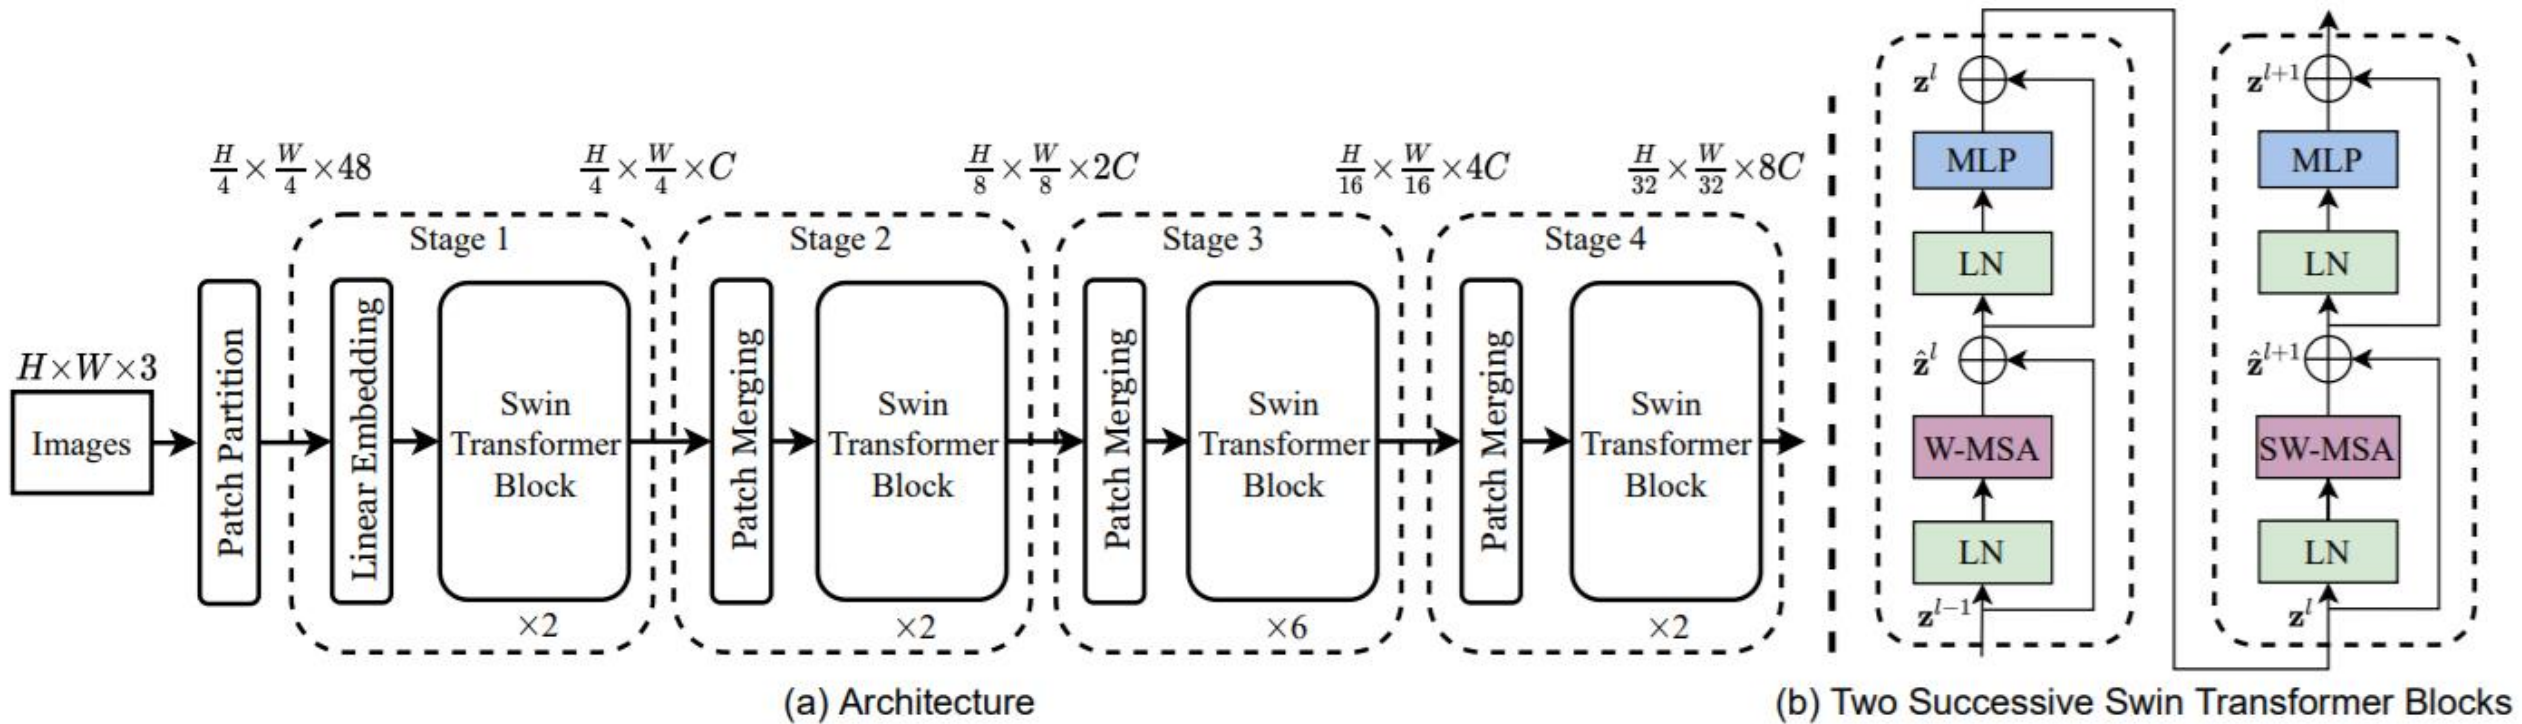 H×W×3
Images
Patch Partition
H/4 × W/4 × 48
Stage 1
Linear Embedding
Swin
Transformer
Block
×2
H/4 × W/4 × C
Stage 2
Patch Merging
Swin
Transformer
Block
×2
H/8 × W/8 × 2C
Stage 3
Patch Merging
Swin
Transformer
Block
×6
H/16 × W/16 × 4C
Stage 4
Patch Merging
Swin
Transformer
Block
×2
H/32 × W/32 × 8C
(a) Architecture
z^l
MLP
LN
ẑ^l
W-MSA
LN
z^{l-1}
z^{l+1}
MLP
LN
ẑ^{l+1}
SW-MSA
LN
z^l
(b) Two Successive Swin Transformer Blocks